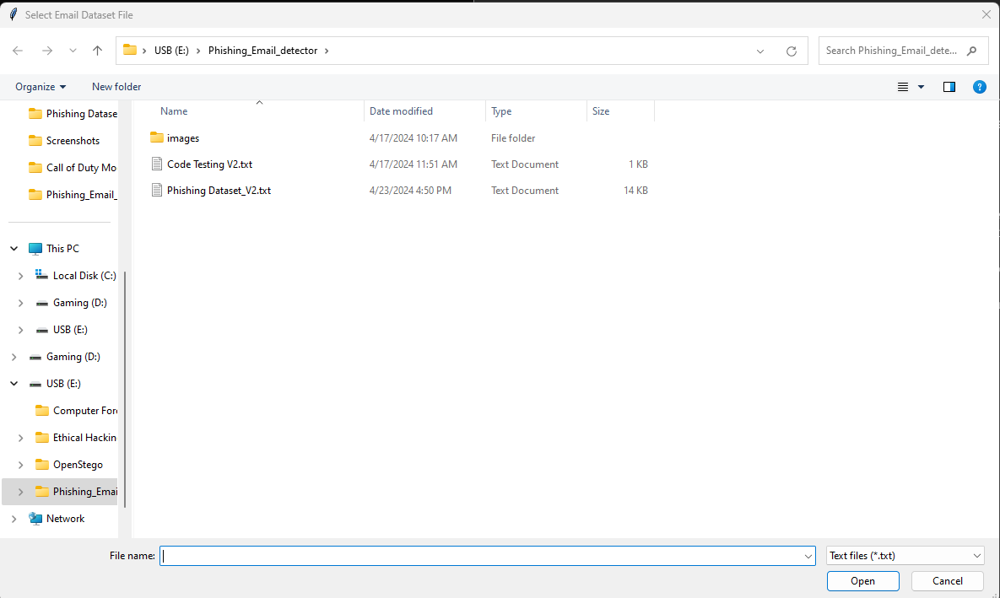 Select Email Dataset File
USB (E:) Phishing_Email_detector
Search Phishing_Email_dete...
Organize New folder
Name Date modified Type Size
images 4/17/2024 10:17 AM File folder
Code Testing V2.txt 4/17/2024 11:51 AM Text Document 1 KB
Phishing Dataset_V2.txt 4/23/2024 4:50 PM Text Document 14 KB
Phishing Datase
Screenshots
Call of Duty Mo
Phishing_Email_
This PC
Local Disk (C:)
Gaming (D:)
USB (E:)
Gaming (D:)
USB (E:)
Computer Fore
Ethical Hackin
OpenStego
Phishing_Emai
Network
File name: Text files (*.txt)
Open Cancel